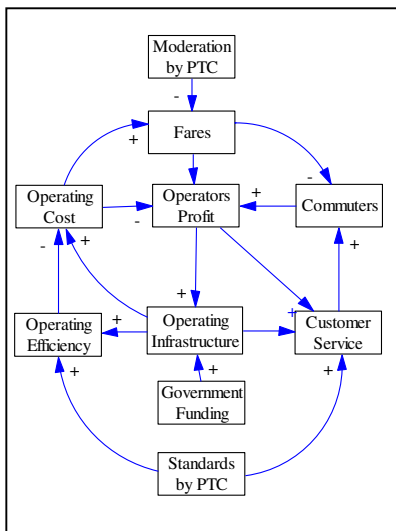 Moderation
by PTC
-
Fares
+
Operating
Cost
-
Operators
Profit
+
-
Commuters
-
+
+
+
Operating
Efficiency
+
Operating
Infrastructure
+
Customer
Service
+
+
+
Government
Funding
Standards
by PTC